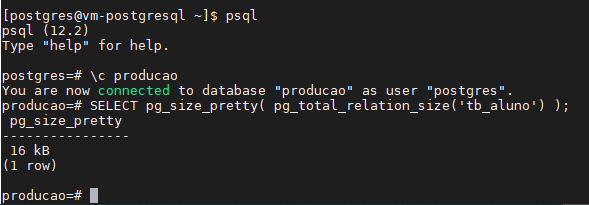 [postgres@vm-postgresql ~]$ psql
psql (12.2)
Type "help" for help.
postgres=# \c producao
You are now connected to database "producao" as user "postgres".
producao=# SELECT pg_size_pretty( pg_total_relation_size('tb_aluno') );
 pg_size_pretty
----------------
 16 kB
(1 row)
producao=#